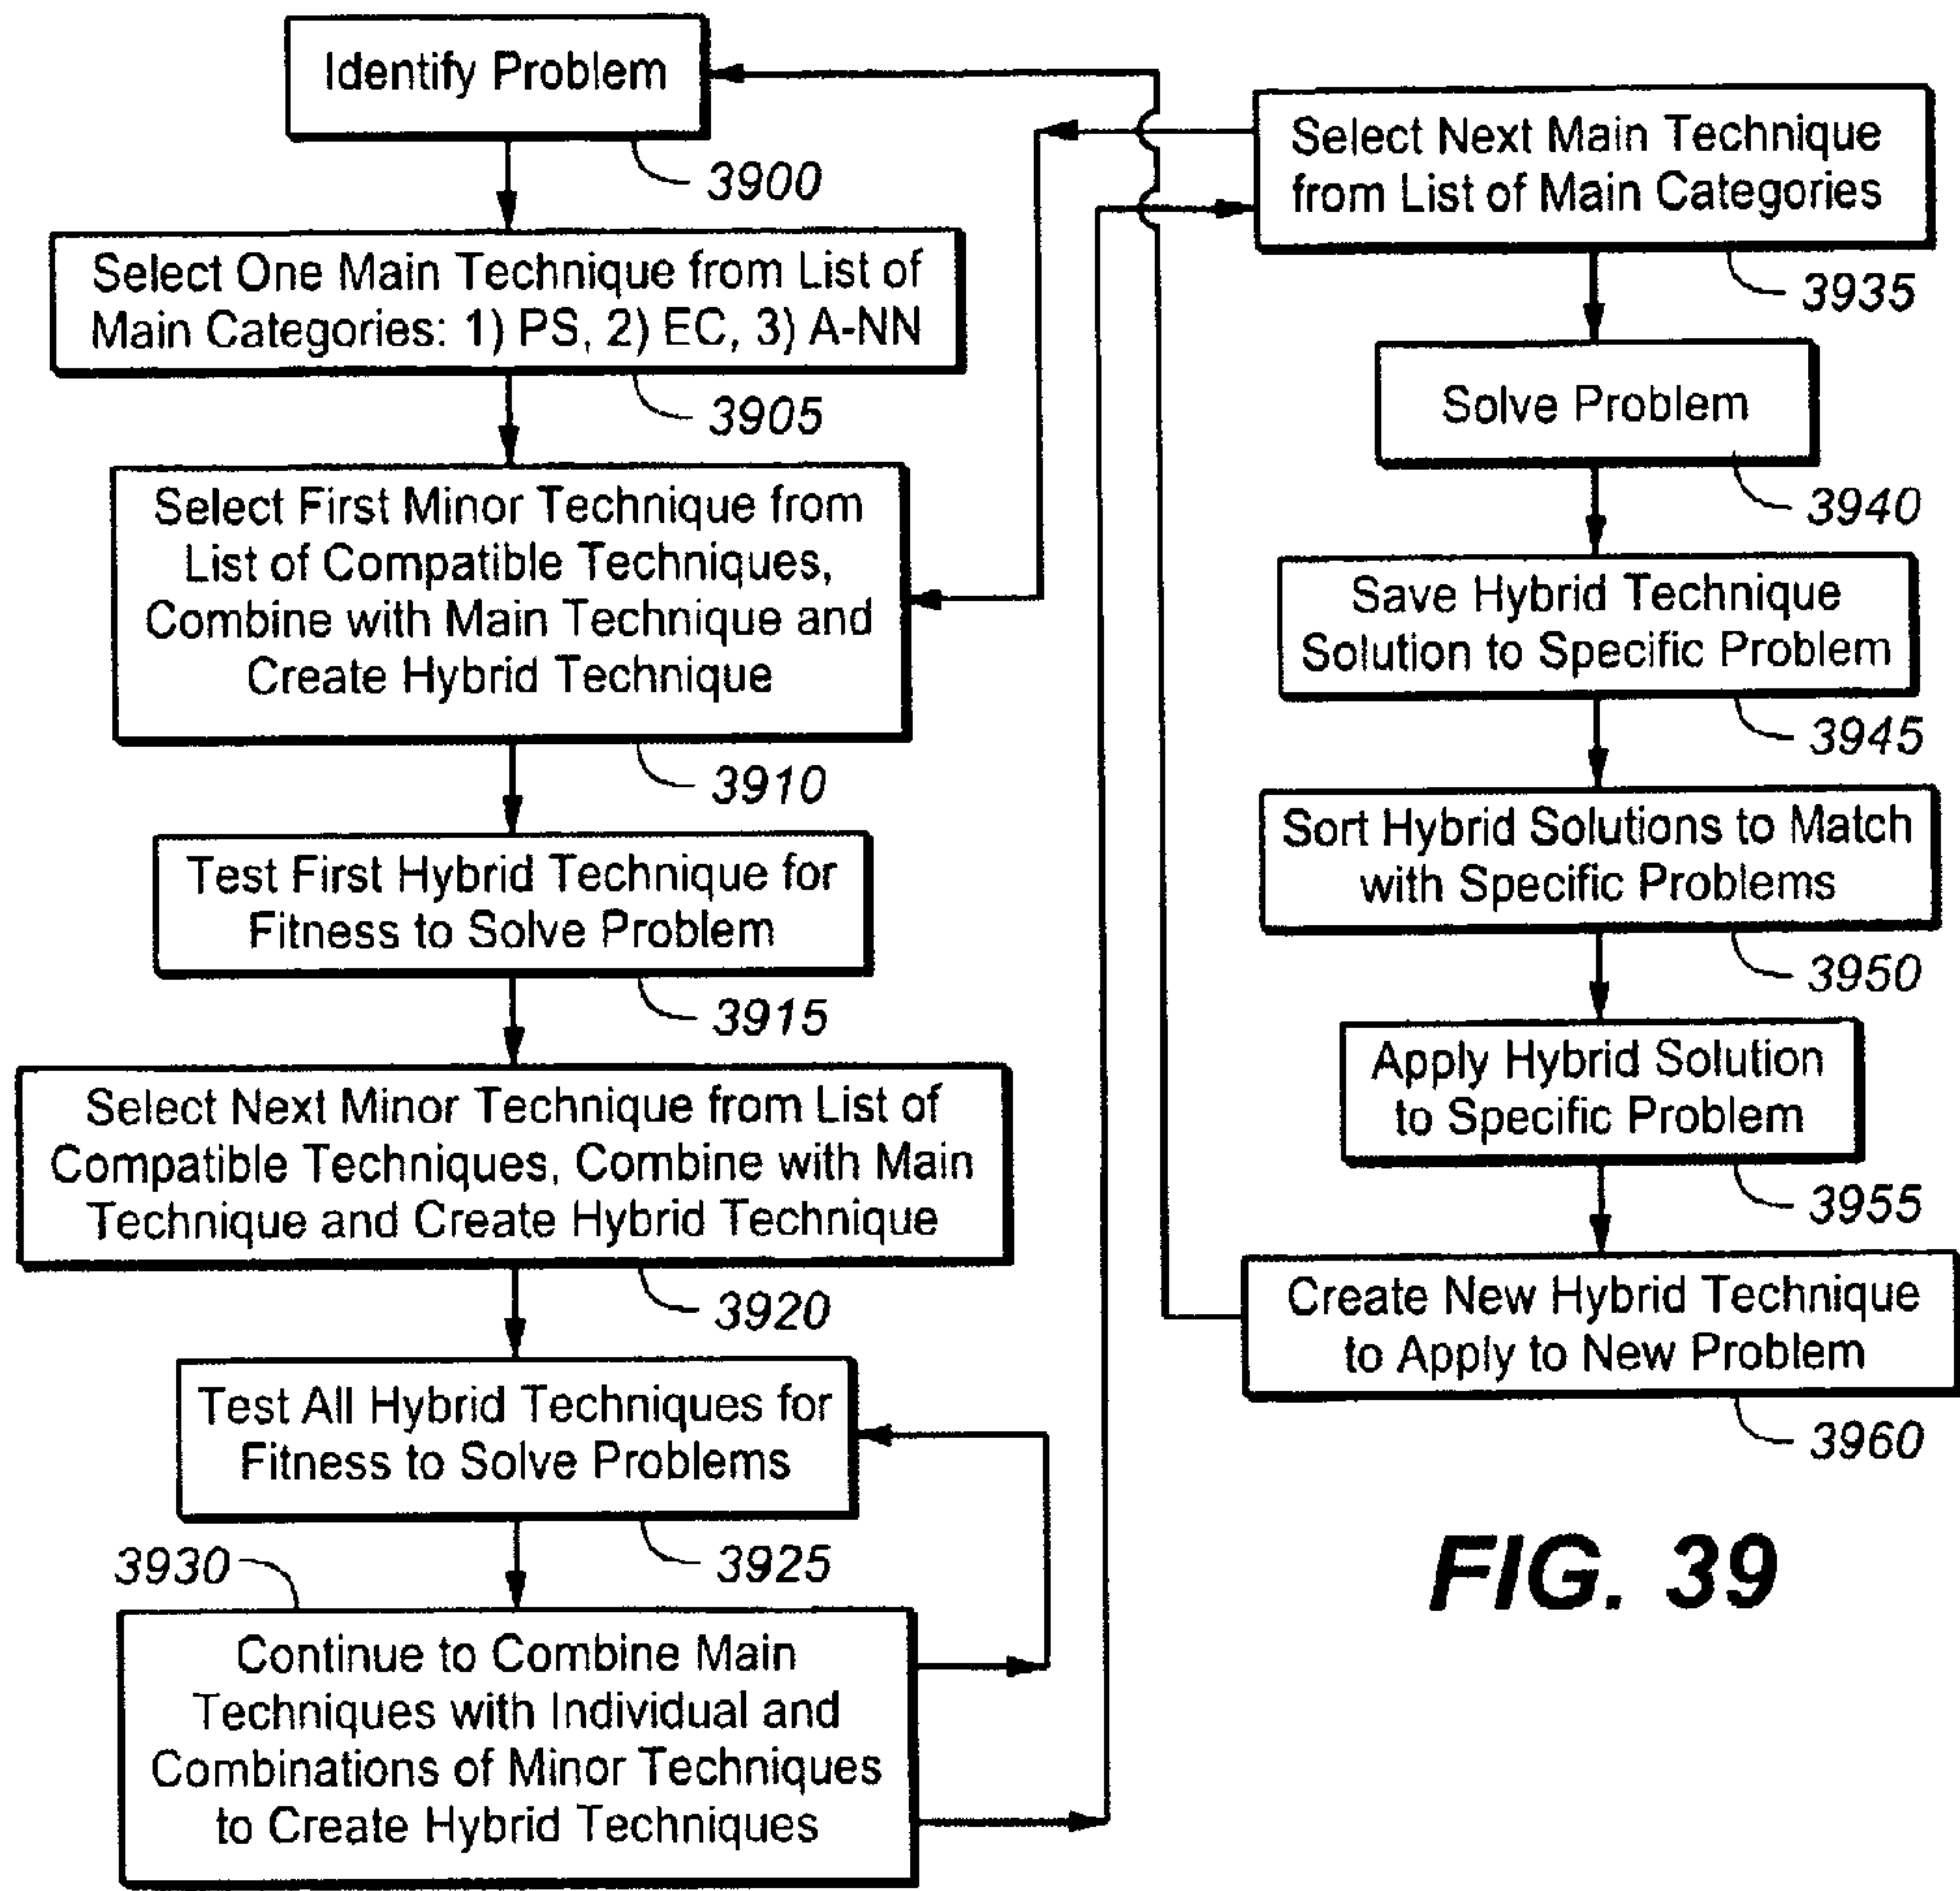 Identify Problem
3900
Select One Main Technique from List of
Main Categories: 1) PS, 2) EC, 3) A-NN
3905
Select First Minor Technique from
List of Compatible Techniques,
Combine with Main Technique and
Create Hybrid Technique
3910
Test First Hybrid Technique for
Fitness to Solve Problem
3915
Select Next Minor Technique from List of
Compatible Techniques, Combine with Main
Technique and Create Hybrid Technique
3920
Test All Hybrid Techniques for
Fitness to Solve Problems
3925
3930
Continue to Combine Main
Techniques with Individual and
Combinations of Minor Techniques
to Create Hybrid Techniques
Select Next Main Technique
from List of Main Categories
3935
Solve Problem
3940
Save Hybrid Technique
Solution to Specific Problem
3945
Sort Hybrid Solutions to Match
with Specific Problems
3950
Apply Hybrid Solution
to Specific Problem
3955
Create New Hybrid Technique
to Apply to New Problem
3960
FIG. 39